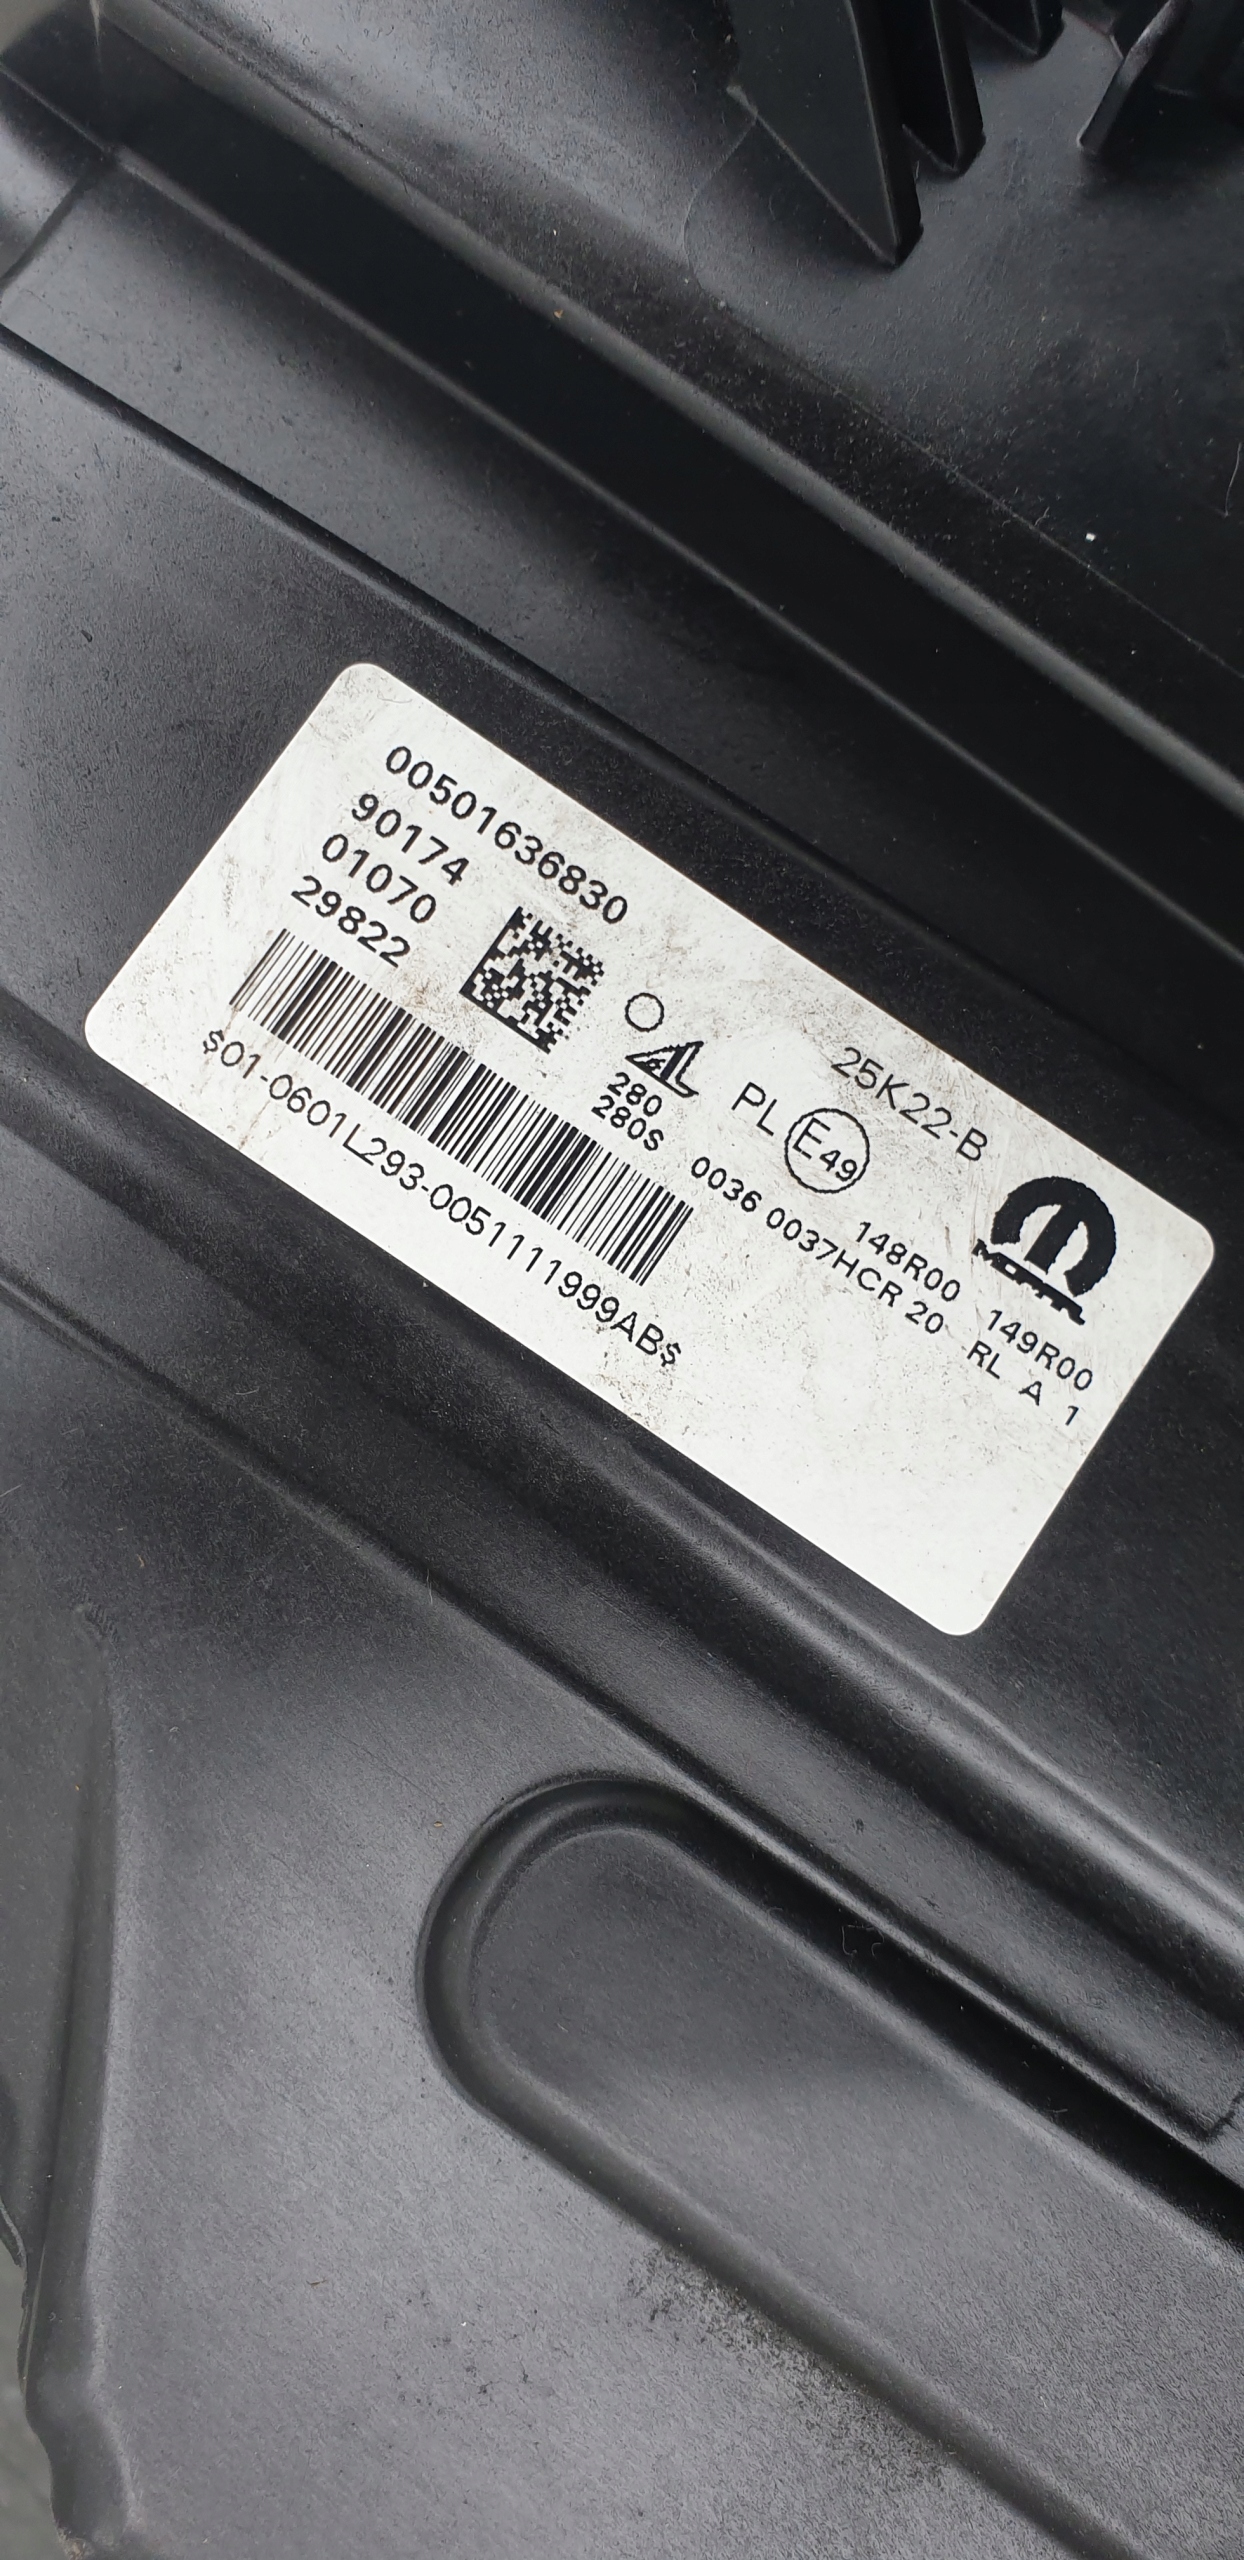 00501636830
90174
01070
29822
280
280S
$01-0601L293-005111999AB$
25K22-B
PL E49
148R00 149R00
0036 0037HCR 20 RL A 1
MOPAR